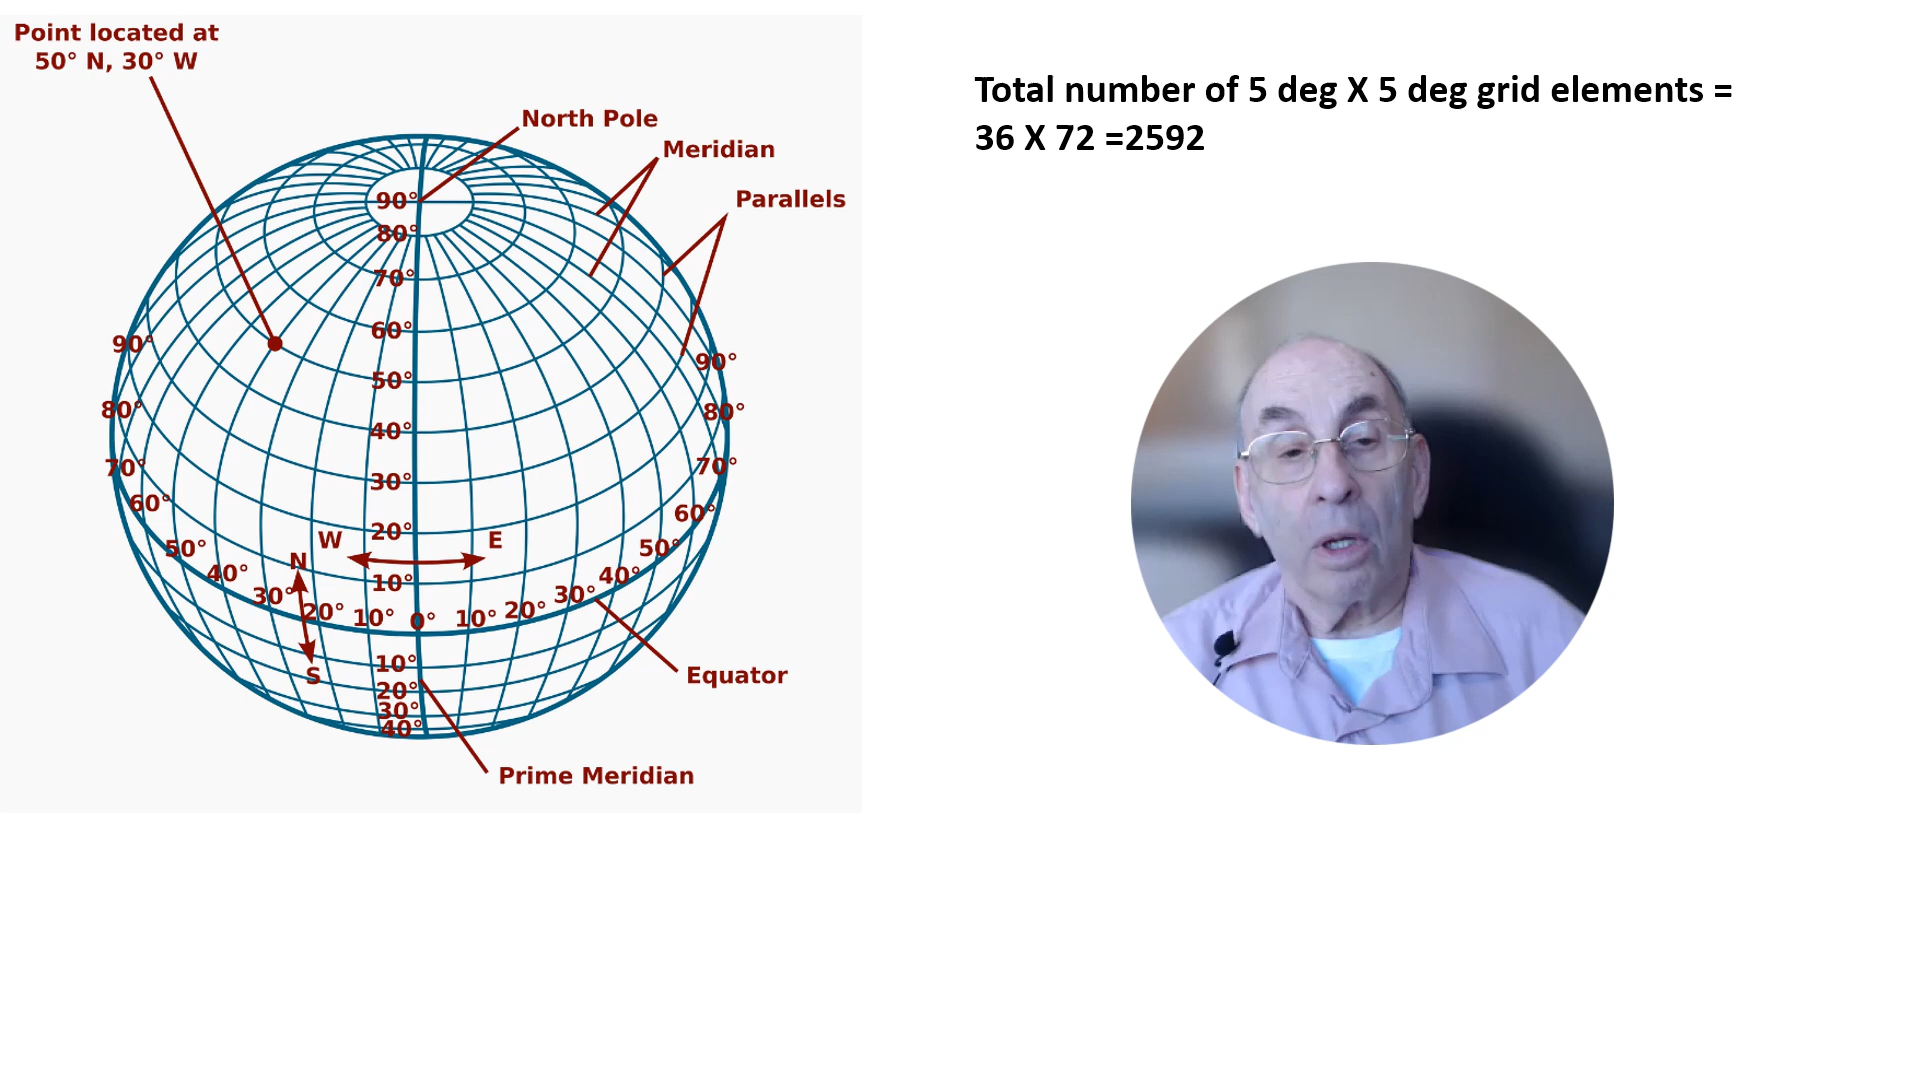 Point located at
50° N, 30° W
Total number of 5 deg X 5 deg grid elements =
36 X 72 =2592
North Pole
Meridian
Parallels
90°
80°
70°
60°
90°
90°
50°
80°
80°
40°
70°
70°
30°
60°
60°
20°
W
E
50°
50°
N
40°
10°
40°
30°
30°
20°
10°
0°
10°
20°
10°
S
Equator
20°
30°
40°
Prime Meridian